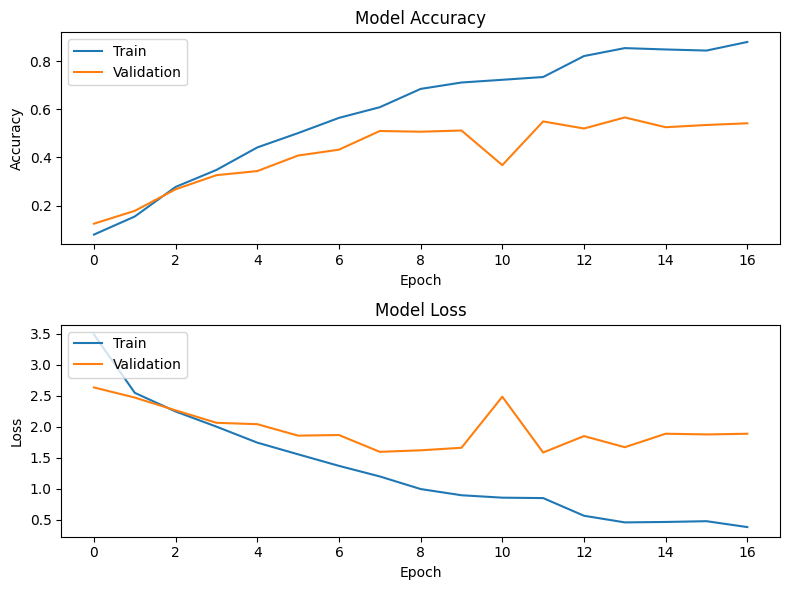 Model Accuracy
Train
Validation
0.8
0.6
0.4
0.2
Accuracy
0 2 4 6 8 10 12 14 16
Epoch
Model Loss
Train
Validation
3.5
3.0
2.5
2.0
1.5
1.0
0.5
Loss
0 2 4 6 8 10 12 14 16
Epoch